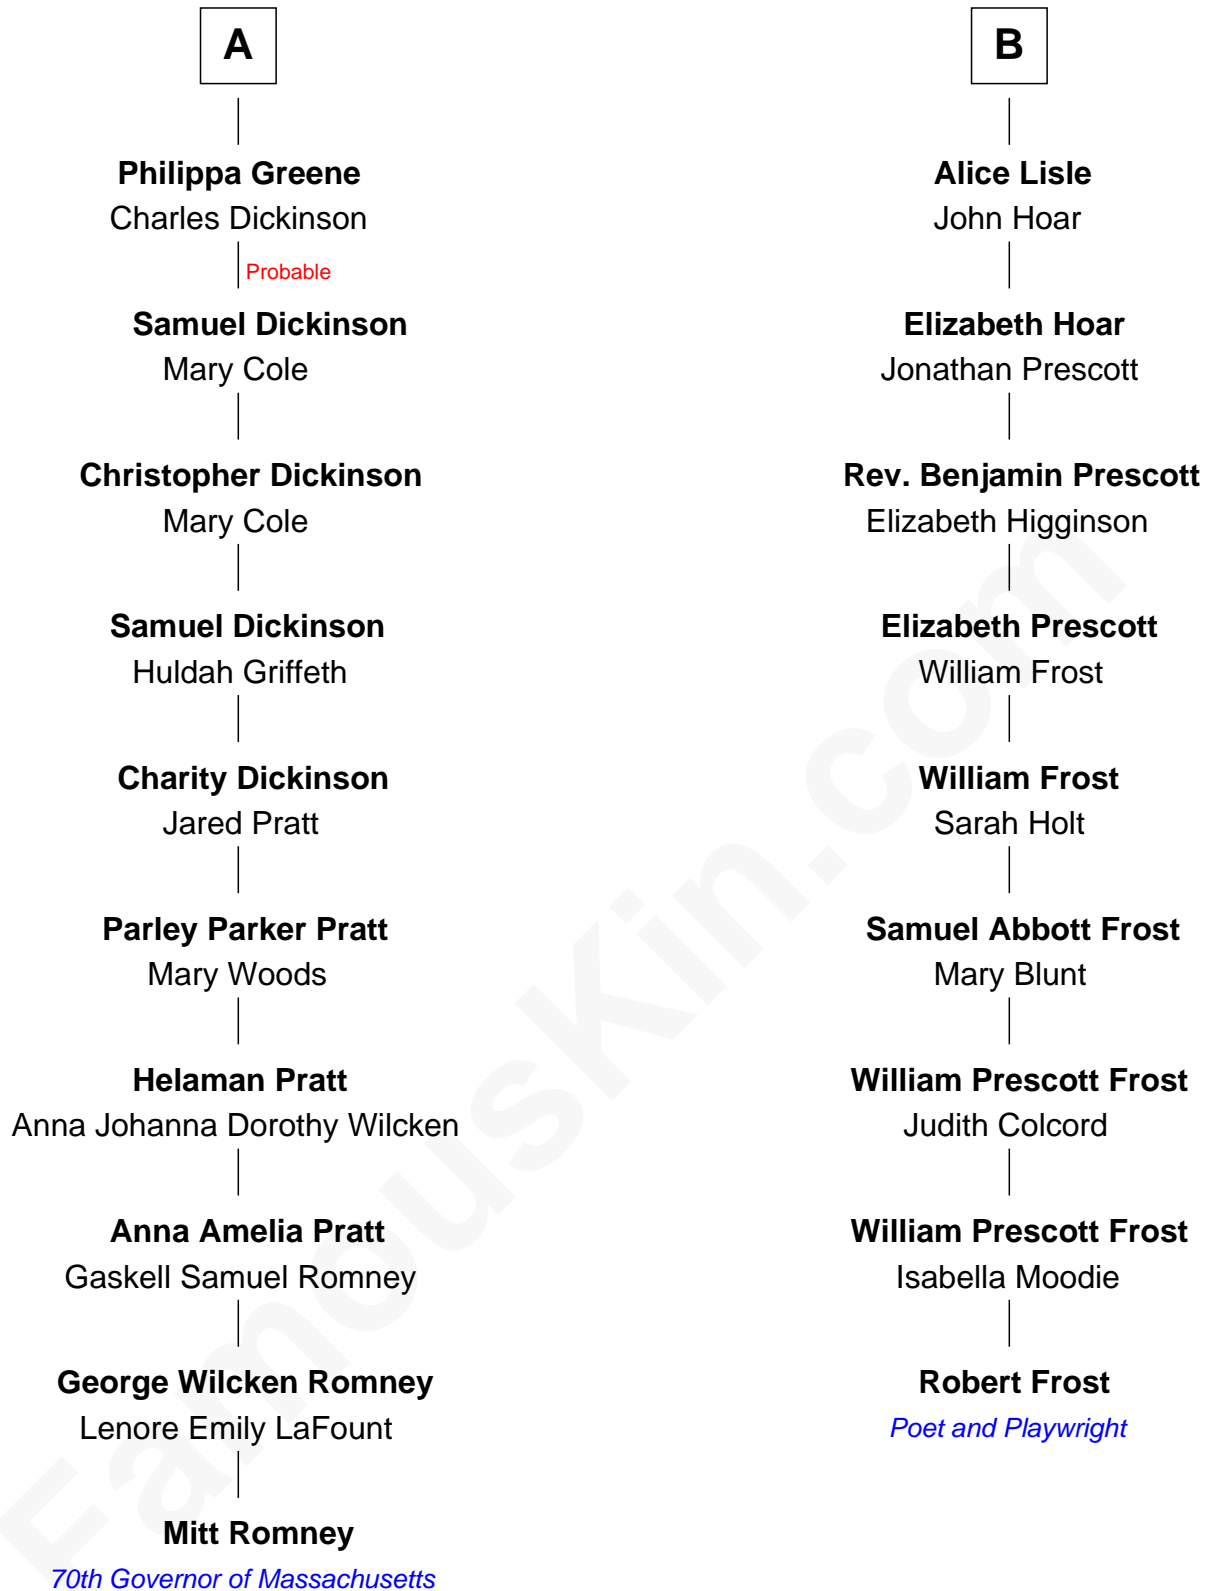 A
Philippa Greene
Charles Dickinson
Probable
Samuel Dickinson
Mary Cole
Christopher Dickinson
Mary Cole
Samuel Dickinson
Huldah Griffeth
Charity Dickinson
Jared Pratt
Parley Parker Pratt
Mary Woods
Helaman Pratt
Anna Johanna Dorothy Wilcken
Anna Amelia Pratt
Gaskell Samuel Romney
George Wilcken Romney
Lenore Emily LaFount
Mitt Romney
70th Governor of Massachusetts
B
Alice Lisle
John Hoar
Elizabeth Hoar
Jonathan Prescott
Rev. Benjamin Prescott
Elizabeth Higginson
Elizabeth Prescott
William Frost
William Frost
Sarah Holt
Samuel Abbott Frost
Mary Blunt
William Prescott Frost
Judith Colcord
William Prescott Frost
Isabella Moodie
Robert Frost
Poet and Playwright
FamousKin.com